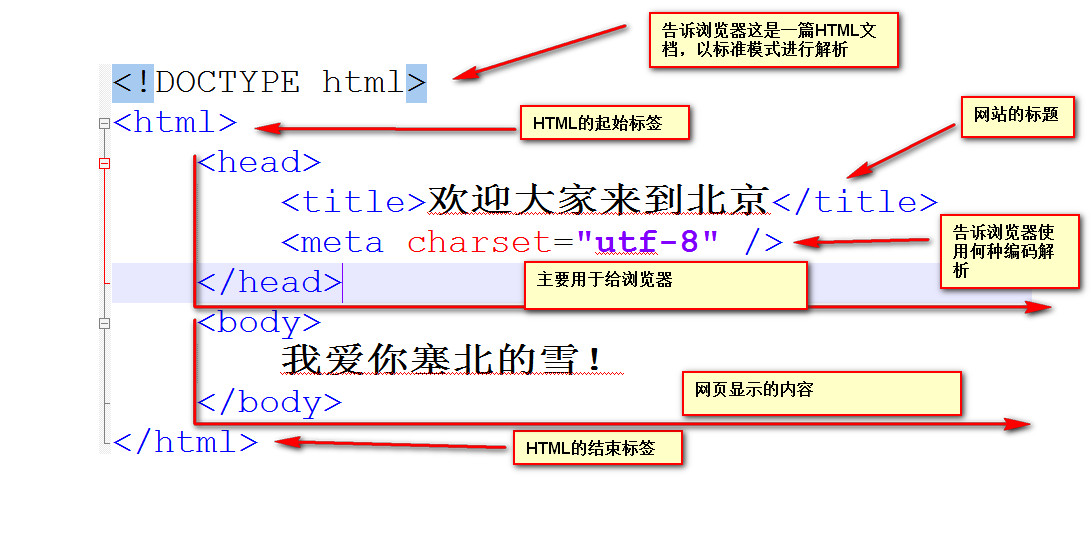 告诉浏览器这是一篇HTML文
档，以标准模式进行解析
<!DOCTYPE html>
<html>
HTML的起始标签
网站的标题
<head>
<title>欢迎大家来到北京</title>
<meta charset="utf-8" />
告诉浏览器使
用何种编码解
析
</head>
主要用于给浏览器
<body>
我爱你塞北的雪！
</body>
网页显示的内容
</html>
HTML的结束标签